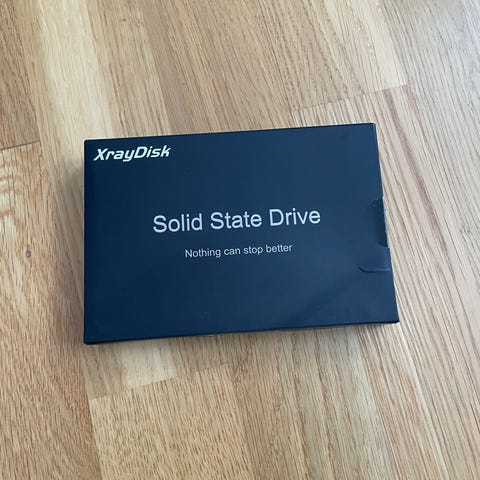 XrayDisk
Solid State Drive
Nothing can stop better